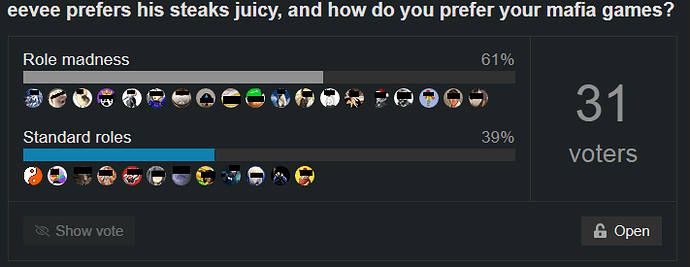 eevee prefers his steaks juicy, and how do you prefer your mafia games?
Role madness 61%
Standard roles 39%
31
voters
Show vote
Open